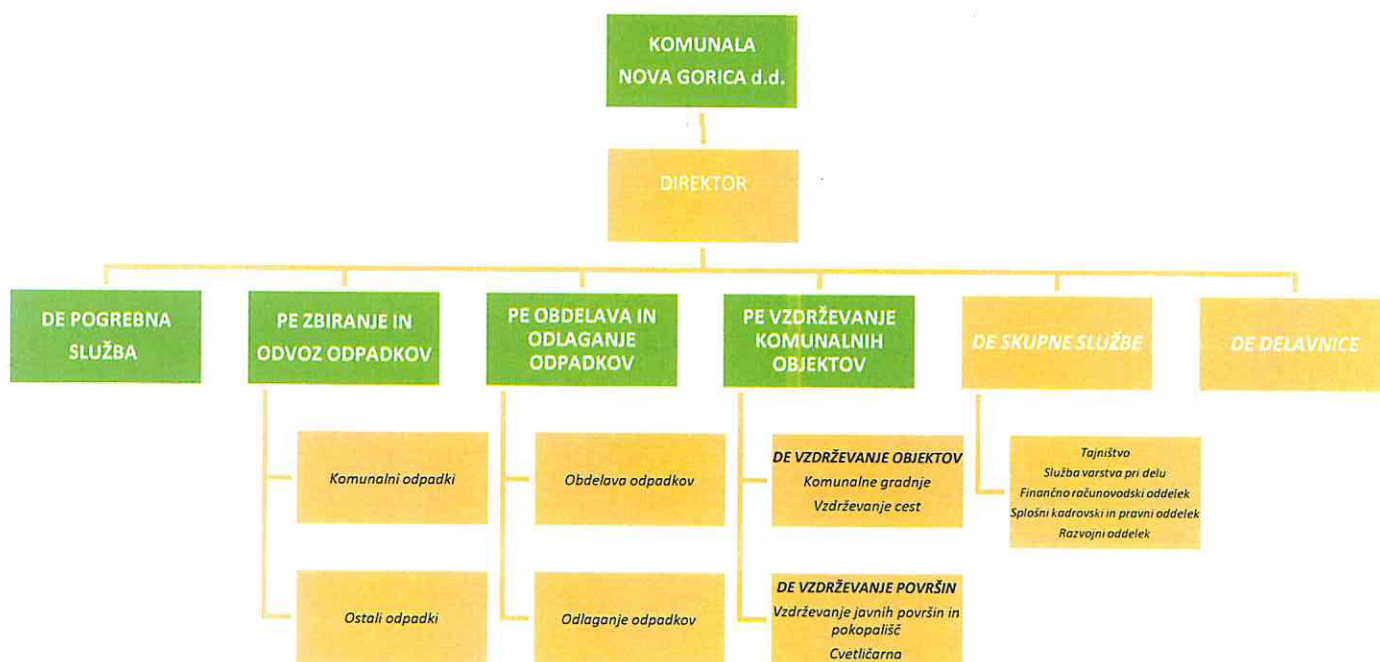 KOMUNALA
NOVA GORICA d.d.
DIREKTOR
DE POGREBNA
SLUŽBA
PE ZBIRANJE IN
ODVOZ ODPADKOV
PE OBDELAVA IN
ODLAGANJE
ODPADKOV
PE VZDRŽEVANJE
KOMUNALNIH
OBJEKTOV
DE SKUPNE SLUŽBE
DE DELAVNICE
Komunalni odpadki
Ostali odpadki
Obdelava odpadkov
Odlaganje odpadkov
DE VZDRŽEVANJE OBJEKTOV
Komunalne gradnje
Vzdrževanje cest
DE VZDRŽEVANJE POVRŠIN
Vzdrževanje javnih površin in
pokopališč
Cvetličarna
Tajništvo
Služba varstva pri delu
Finančno računovodski oddelek
Splošni kadrovski in pravni oddelek
Razvojni oddelek